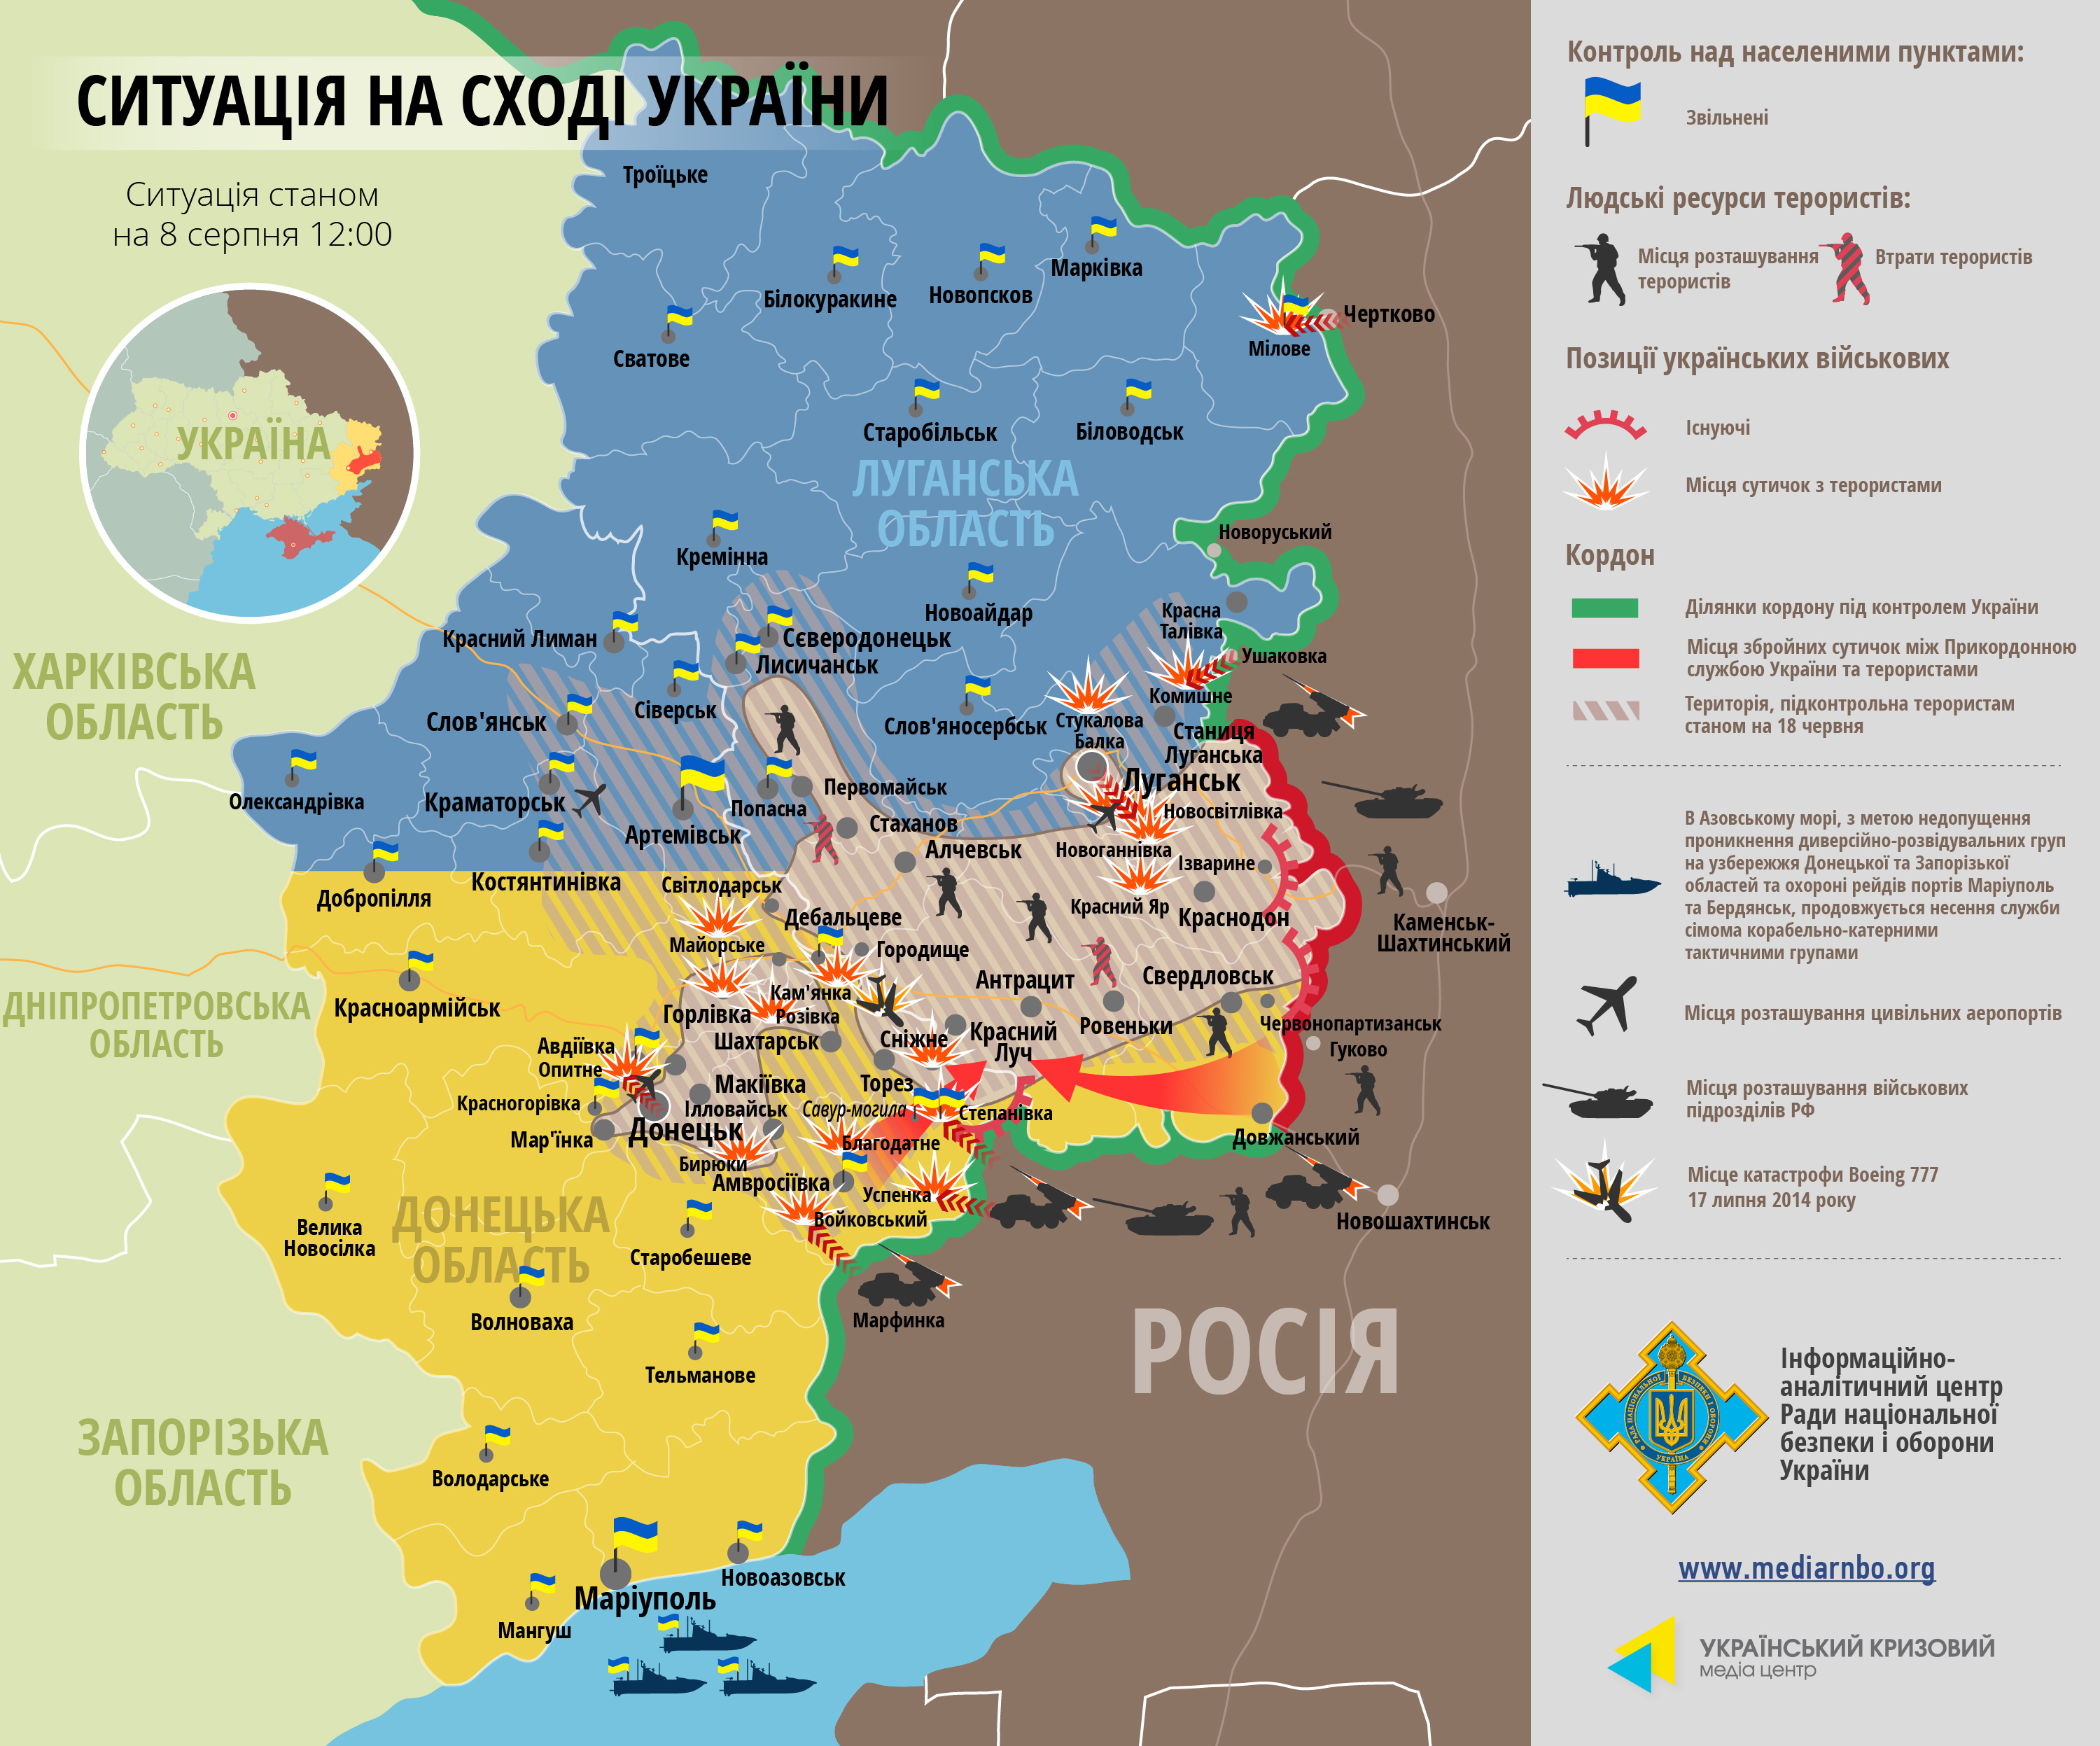 СИТУАЦІЯ НА СХОДІ УКРАЇНИ
Ситуація станом
на 8 серпня 12:00
УКРАЇНА
ХАРКІВСЬКА
ОБЛАСТЬ
ДНІПРОПЕТРОВСЬКА
ОБЛАСТЬ
ЗАПОРІЗЬКА
ОБЛАСТЬ
ЛУГАНСЬКА
ОБЛАСТЬ
ДОНЕЦЬКА
ОБЛАСТЬ
РОСІЯ
Троїцьке
Білокуракине
Новопсков
Марківка
Сватове
Мілове
Чертково
Старобільськ
Біловодськ
Кремінна
Новоруський
Новоайдар
Красна
Талівка
Красний Лиман
Сєверодонецьк
Лисичанськ
Ушаковка
Сіверськ
Комишне
Слов'янськ
Слов'яносербськ
Стукалова
Балка
Станиця
Луганська
Олександрівка
Краматорськ
Луганськ
Попасна
Первомайськ
Новосвітлівка
Артемівськ
Стаханов
Алчевськ
Новоганнівка
Ізварине
Добропілля
Костянтинівка
Світлодарськ
Дебальцеве
Красний Яр
Краснодон
Каменськ-
Шахтинський
Майорське
Городище
Красноармійськ
Антрацит
Свердловськ
Кам'янка
Горлівка
Розівка
Шахтарськ
Сніжне
Красний
Луч
Ровеньки
Червонопартизанськ
Гуково
Авдіївка
Опитне
Макіївка
Торез
Красногорівка
Ілловайськ
Савур-могила
Степанівка
Мар'їнка
Донецьк
Благодатне
Довжанський
Бирюки
Амвросіївка
Успенка
Войковський
Новошахтинськ
Велика
Новосілка
Старобешеве
Волноваха
Марфинка
Тельманове
Володарське
Маріуполь
Новоазовськ
Мангуш
Контроль над населеними пунктами:
Звільнені
Людські ресурси терористів:
Місця розташування
терористів
Втрати терористів
Позиції українських військових
Існуючі
Місця сутичок з терористами
Кордон
Ділянки кордону під контролем України
Місця збройних сутичок між Прикордонною
службою України та терористами
Територія, підконтрольна терористам
станом на 18 червня
В Азовському морі, з метою недопущення
проникнення диверсійно-розвідувальних груп
на узбережжя Донецької та Запорізької
областей та охороні рейдів портів Маріуполь
та Бердянськ, продовжується несення служби
сімома корабельно-катерними
тактичними групами
Місця розташування цивільних аеропортів
Місця розташування військових
підрозділів РФ
Місце катастрофи Boeing 777
17 липня 2014 року
Інформаційно-
аналітичний центр
Ради національної
безпеки і оборони
України
www.mediarnbo.org
УКРАЇНСЬКИЙ КРИЗОВИЙ
медіа центр